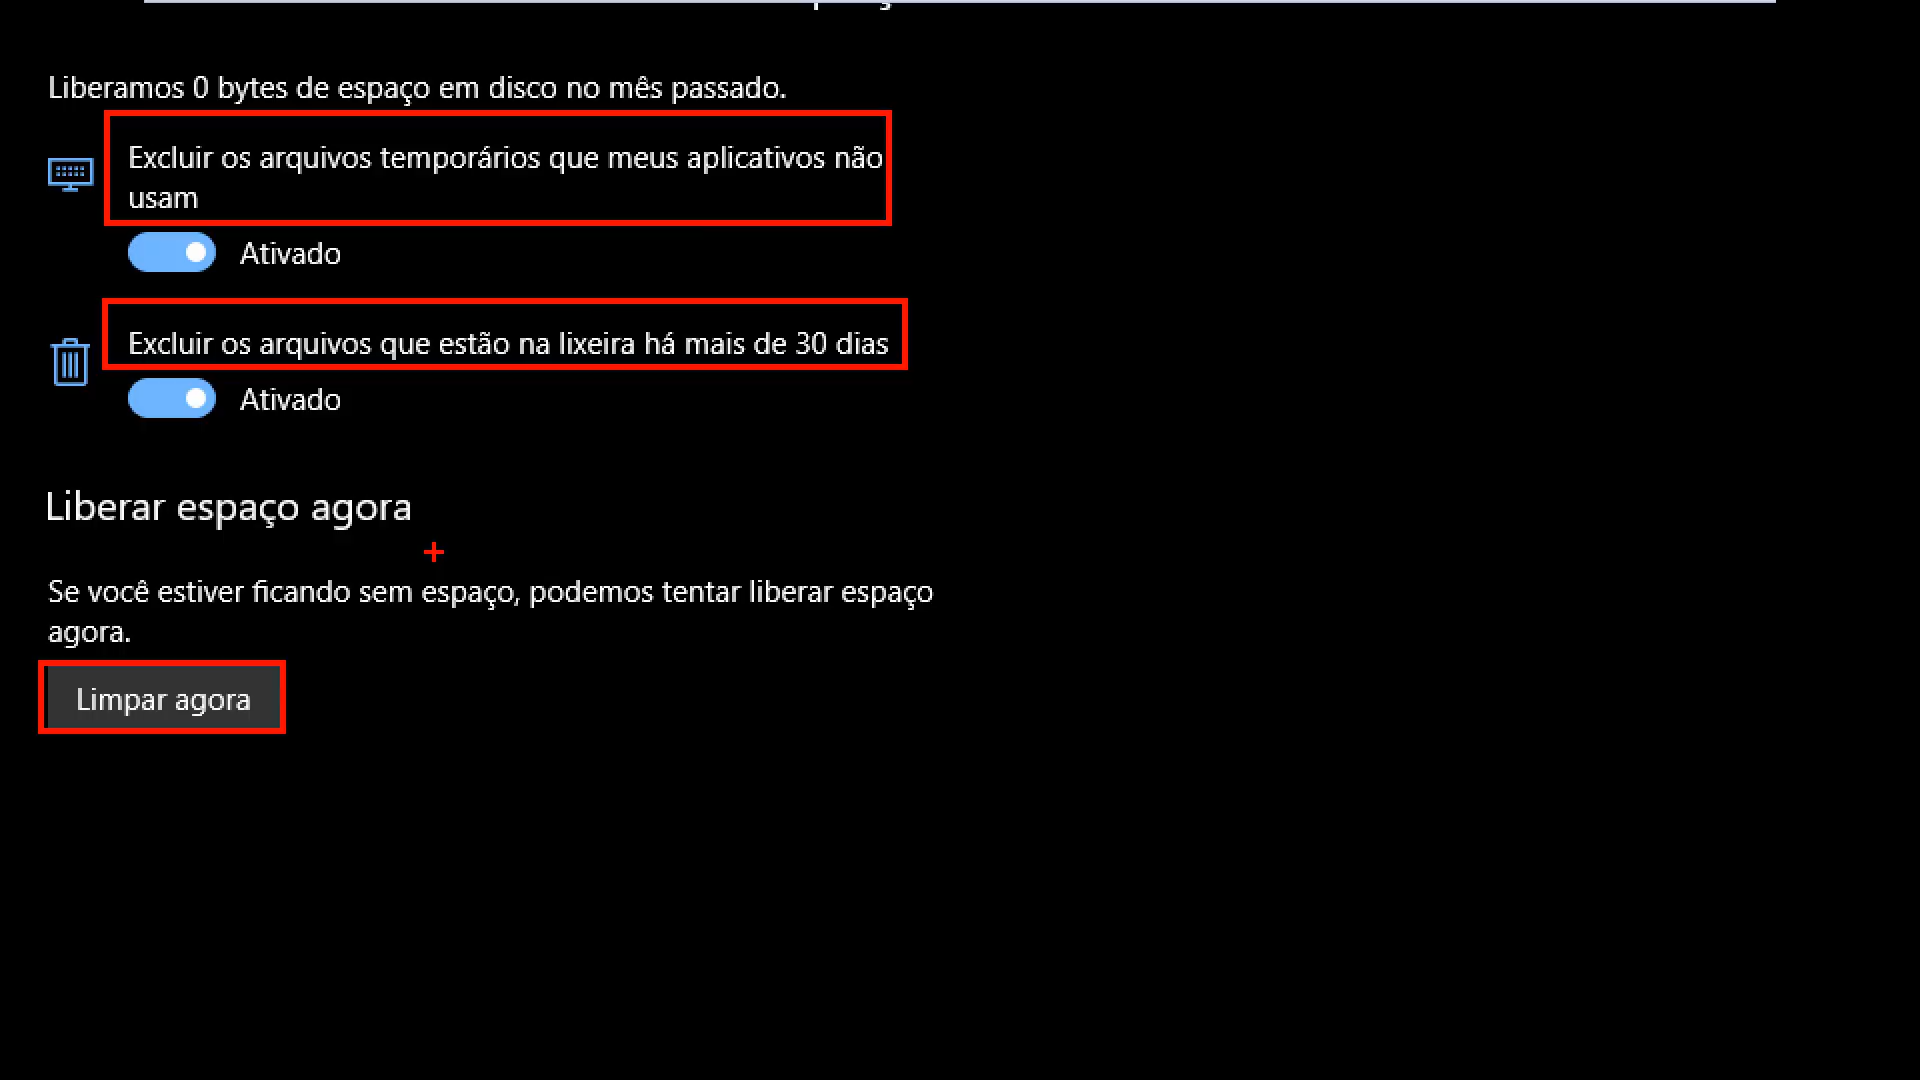 Liberamos 0 bytes de espaço em disco no mês passado.
Excluir os arquivos temporários que meus aplicativos não
usam
Ativado
Excluir os arquivos que estão na lixeira há mais de 30 dias
Ativado
Liberar espaço agora
Se você estiver ficando sem espaço, podemos tentar liberar espaço
agora.
Limpar agora